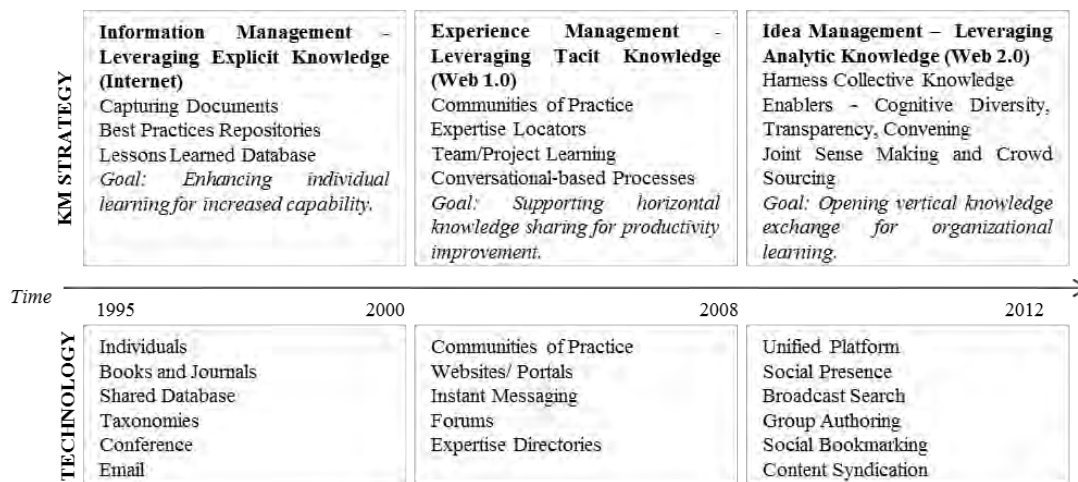 KM STRATEGY
Information Management –
Leveraging Explicit Knowledge
(Internet)
Capturing Documents
Best Practices Repositories
Lessons Learned Database
Goal: Enhancing individual
learning for increased capability.
Experience Management -
Leveraging Tacit Knowledge
(Web 1.0)
Communities of Practice
Expertise Locators
Team/Project Learning
Conversational-based Processes
Goal: Supporting horizontal
knowledge sharing for productivity
improvement.
Idea Management – Leveraging
Analytic Knowledge (Web 2.0)
Harness Collective Knowledge
Enablers – Cognitive Diversity,
Transparency, Convening
Joint Sense Making and Crowd
Sourcing
Goal: Opening vertical knowledge
exchange for organizational
learning.
Time
1995 2000 2008 2012
TECHNOLOGY
Individuals
Books and Journals
Shared Database
Taxonomies
Conference
Email
Communities of Practice
Websites/ Portals
Instant Messaging
Forums
Expertise Directories
Unified Platform
Social Presence
Broadcast Search
Group Authoring
Social Bookmarking
Content Syndication